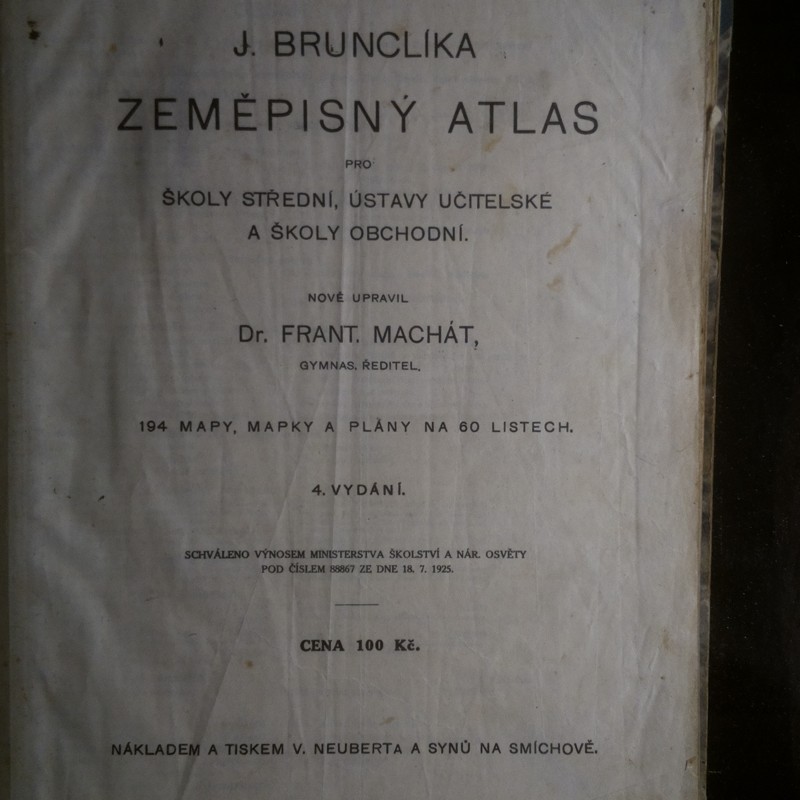 J. BRUNCLÍKA
ZEMĚPISNÝ ATLAS
PRO
ŠKOLY STŘEDNÍ, ÚSTAVY UČITELSKÉ
A ŠKOLY OBCHODNÍ.
NOVĚ UPRAVIL
Dr. FRANT. MACHÁT,
GYMNAS. ŘEDITEL.
194 MAPY, MAPKY A PLÁNY NA 60 LISTECH.
4. VYDÁNÍ.
SCHVÁLENO VÝNOSEM MINISTERSTVA ŠKOLSTVÍ A NÁR. OSVĚTY
POD ČÍSLEM 88867 ZE DNE 18. 7. 1925.
CENA 100 Kč.
NÁKLADEM A TISKEM V. NEUBERTA A SYNŮ NA SMÍCHOVĚ.